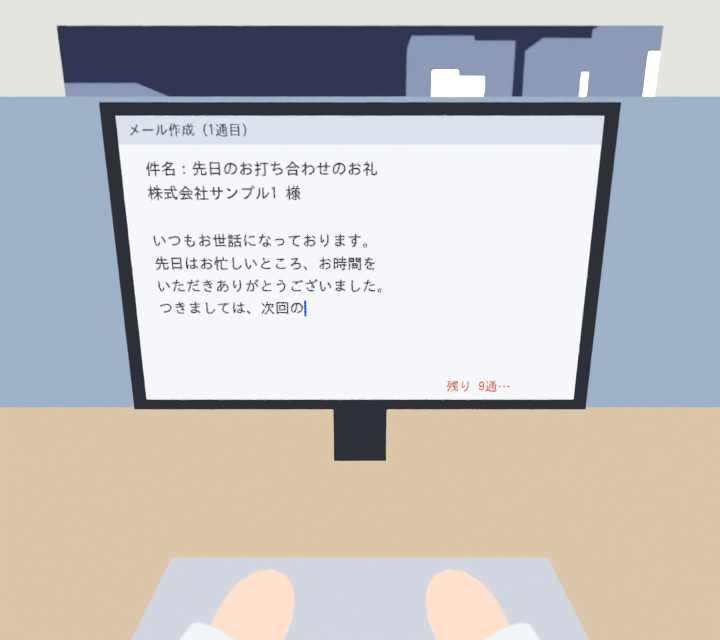 メール作成（1通目）
件名：先日のお打ち合わせのお礼
株式会社サンプル1 様
いつもお世話になっております。
先日はお忙しいところ、お時間を
いただきありがとうございました。
つきましては、次回の
残り 9通…